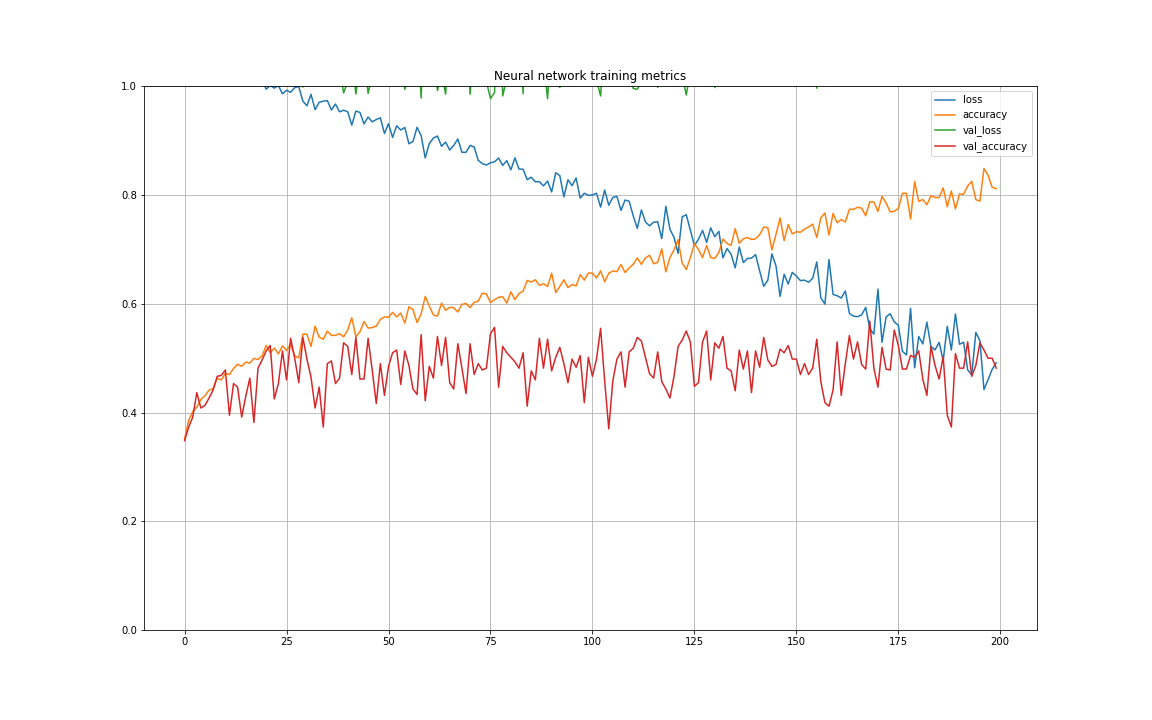 Neural network training metrics
1.0
0.8
0.6
0.4
0.2
0.0
0 25 50 75 100 125 150 175 200
loss
accuracy
val_loss
val_accuracy